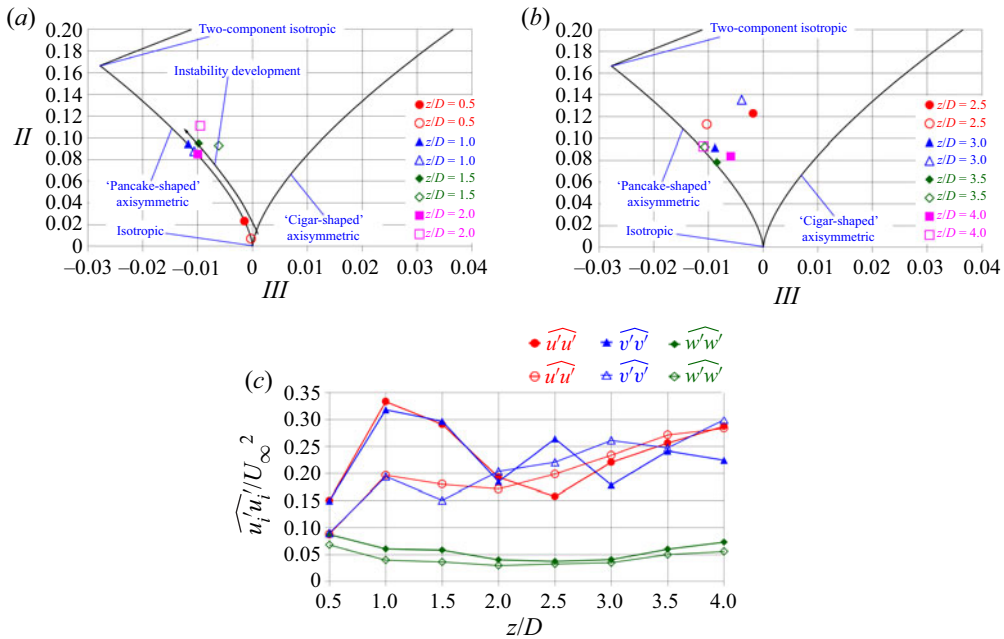 (a)
(b)
0.20
0.18
0.16
0.14
0.12
0.10
0.08
0.06
0.04
0.02
0
II
Two-component isotropic
Instability development
'Pancake-shaped'
axisymmetric
Isotropic
'Cigar-shaped'
axisymmetric
z/D = 0.5
z/D = 0.5
z/D = 1.0
z/D = 1.0
z/D = 1.5
z/D = 1.5
z/D = 2.0
z/D = 2.0
−0.03 −0.02 −0.01 0 0.01 0.02 0.03 0.04
III
0.20
0.18
0.16
0.14
0.12
0.10
0.08
0.06
0.04
0.02
0
Two-component isotropic
'Pancake-shaped'
axisymmetric
Isotropic
'Cigar-shaped'
axisymmetric
z/D = 2.5
z/D = 2.5
z/D = 3.0
z/D = 3.0
z/D = 3.5
z/D = 3.5
z/D = 4.0
z/D = 4.0
−0.03 −0.02 −0.01 0 0.01 0.02 0.03 0.04
III
(c)
u′u′ v′v′ w′w′
u′u′ v′v′ w′w′
0.35
0.30
0.25
0.20
0.15
0.10
0.05
0
u_i′u_i′/U_∞^2
0.5 1.0 1.5 2.0 2.5 3.0 3.5 4.0
z/D